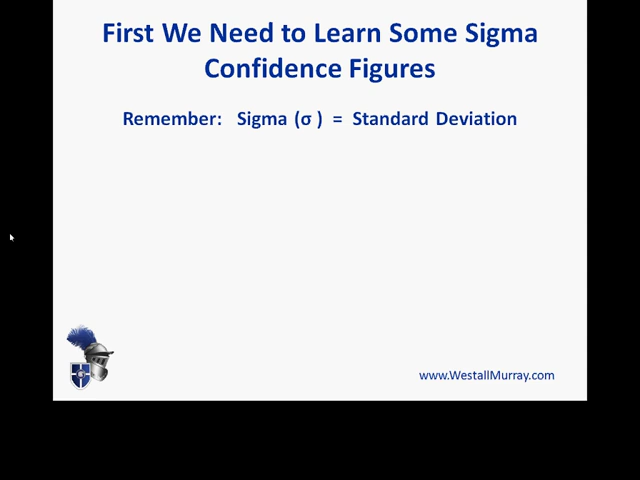 First We Need to Learn Some Sigma
Confidence Figures
Remember: Sigma (σ ) = Standard Deviation
www.WestallMurray.com